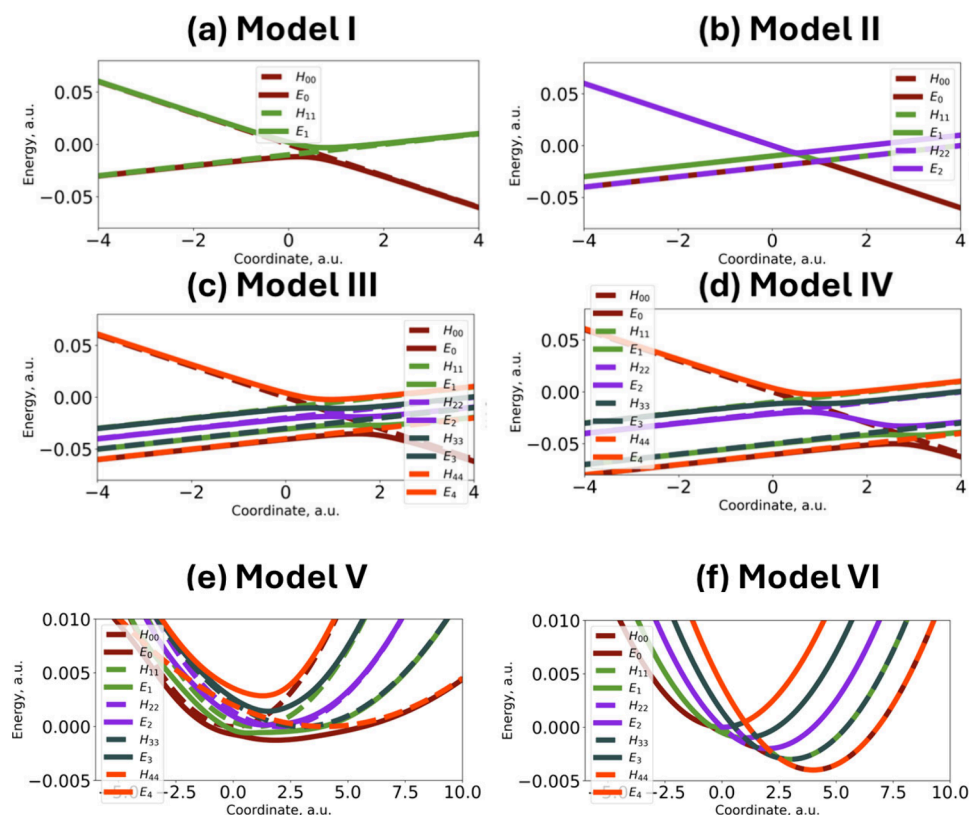 (a) Model I
(b) Model II
Energy, a.u.
0.05
0.00
−0.05
−4 −2 0 2 4
Coordinate, a.u.
H₀₀
E₀
H₁₁
E₁
Energy, a.u.
0.05
0.00
−0.05
−4 −2 0 2 4
Coordinate, a.u.
H₀₀
E₀
H₁₁
E₁
H₂₂
E₂
(c) Model III
(d) Model IV
Energy, a.u.
0.05
0.00
−0.05
−4 −2 0 2 4
Coordinate, a.u.
H₀₀
E₀
H₁₁
E₁
H₂₂
E₂
H₃₃
E₃
H₄₄
E₄
Energy, a.u.
0.05
0.00
−0.05
−4 −2 0 2 4
Coordinate, a.u.
H₀₀
E₀
H₁₁
E₁
H₂₂
E₂
H₃₃
E₃
H₄₄
E₄
(e) Model V
(f) Model VI
Energy, a.u.
0.010
0.005
0.000
−0.005
−2.5 0.0 2.5 5.0 7.5 10.0
Coordinate, a.u.
H₀₀
E₀
H₁₁
E₁
H₂₂
E₂
H₃₃
E₃
H₄₄
E₄
Energy, a.u.
0.010
0.005
0.000
−0.005
−2.5 0.0 2.5 5.0 7.5 10.0
Coordinate, a.u.
H₀₀
E₀
H₁₁
E₁
H₂₂
E₂
H₃₃
E₃
H₄₄
E₄